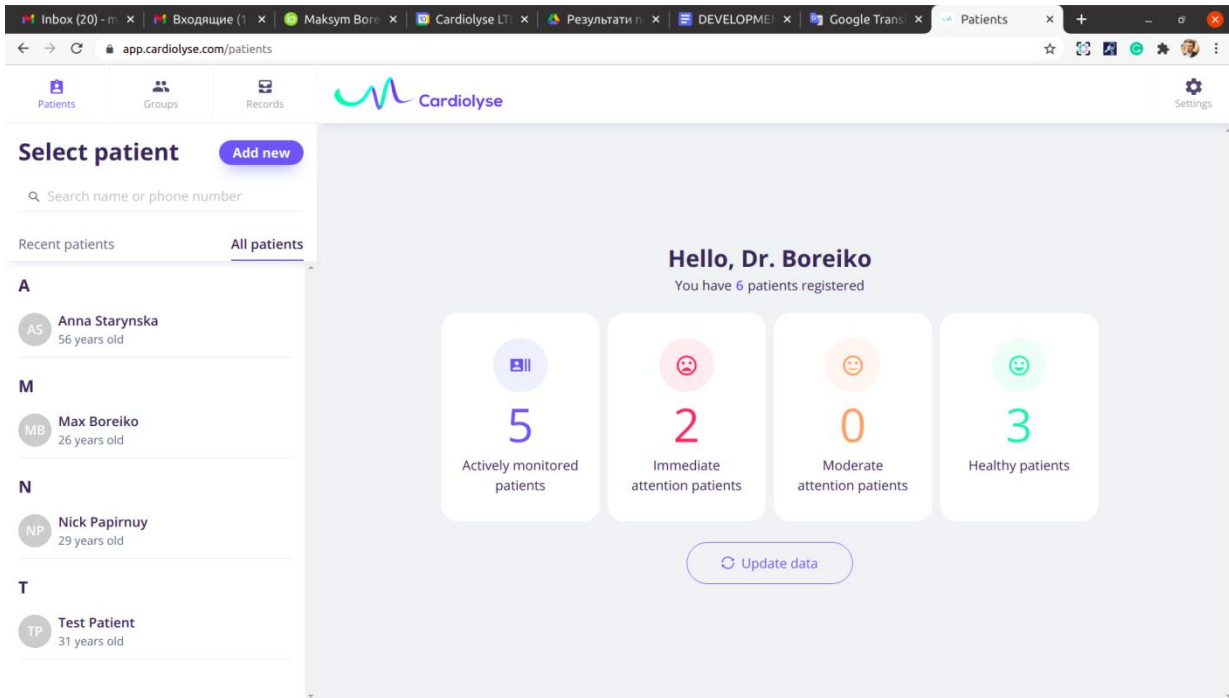 Inbox (20) - m
Входящие (1
Maksym Bore
Cardiolyse LT
Результати п
DEVELOPME
Google Transl
Patients
app.cardiolyse.com/patients
Patients
Groups
Records
Cardiolyse
Settings
Select patient
Add new
Search name or phone number
Recent patients
All patients
A
AS
Anna Starynska
56 years old
M
MB
Max Boreiko
26 years old
N
NP
Nick Papirnuy
29 years old
T
TP
Test Patient
31 years old
Hello, Dr. Boreiko
You have 6 patients registered
5
Actively monitored
patients
2
Immediate
attention patients
0
Moderate
attention patients
3
Healthy patients
Update data